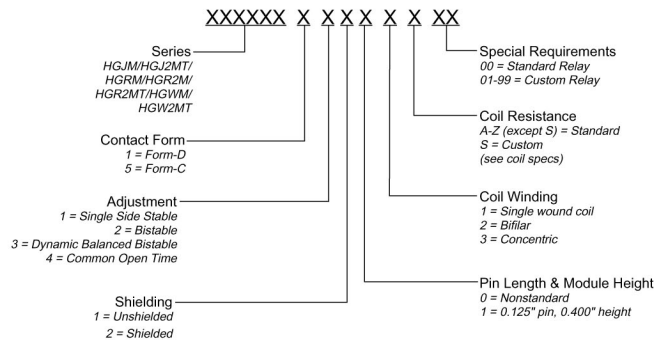 XXXXXX X X X X X X XX
Series
HGJM/HGJ2MT/
HGRM/HGR2M/
HGR2MT/HGWM/
HGW2MT
Contact Form
1 = Form-D
5 = Form-C
Adjustment
1 = Single Side Stable
2 = Bistable
3 = Dynamic Balanced Bistable
4 = Common Open Time
Shielding
1 = Unshielded
2 = Shielded
Special Requirements
00 = Standard Relay
01-99 = Custom Relay
Coil Resistance
A-Z (except S) = Standard
S = Custom
(see coil specs)
Coil Winding
1 = Single wound coil
2 = Bifilar
3 = Concentric
Pin Length & Module Height
0 = Nonstandard
1 = 0.125" pin, 0.400" height